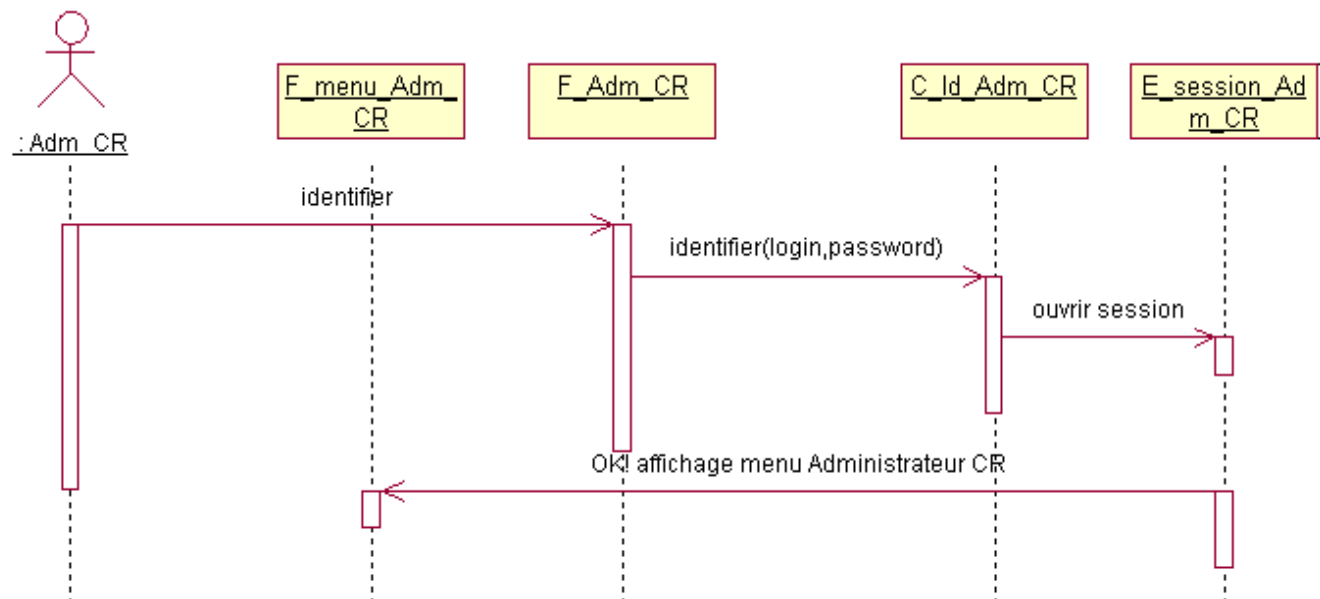 F_menu_Adm_
CR
F_Adm_CR
C_Id_Adm_CR
E_session_Ad
m_CR
: Adm_CR
identifier
identifier(login,password)
ouvrir session
OK! affichage menu Administrateur CR